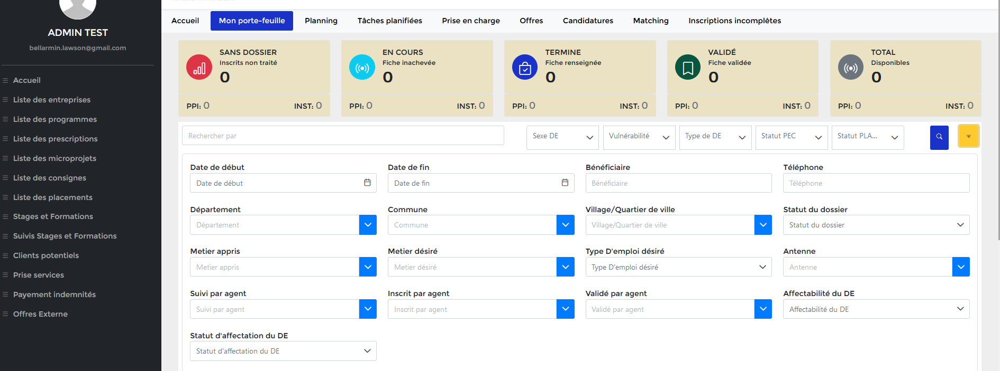 ADMIN TEST
bellarmin.lawson@gmail.com
Accueil
Liste des entreprises
Liste des programmes
Liste des prescriptions
Liste des microprojets
Liste des consignes
Liste des placements
Stages et Formations
Suivis Stages et Formations
Clients potentiels
Prise services
Payement indemnités
Offres Externe
Accueil Mon porte-feuille Planning Tâches planifiées Prise en charge Offres Candidatures Matching Inscriptions incomplètes
SANS DOSSIER
Inscrits non traité
0
PPI: 0 INST: 0
EN COURS
Fiche inachevée
0
PPI: 0 INST: 0
TERMINE
Fiche renseignée
0
PPI: 0 INST: 0
VALIDÉ
Fiche validée
0
PPI: 0 INST: 0
TOTAL
Disponibles
0
PPI: 0 INST: 0
Rechercher par Sexe DE Vulnérabilité Type de DE Statut PEC Statut PLA...
Date de début Date de fin Bénéficiaire Téléphone
Date de début Date de fin Bénéficiaire Téléphone
Département Commune Village/Quartier de ville Statut du dossier
Département Commune Village/Quartier de ville Statut du dossier
Metier appris Metier désiré Type D'emploi désiré Antenne
Metier appris Metier désiré Type D'emploi désiré Antenne
Suivi par agent Inscrit par agent Validé par agent Affectabilité du DE
Suivi par agent Inscrit par agent Validé par agent Affectabilité du DE
Statut d'affectation du DE
Statut d'affectation du DE